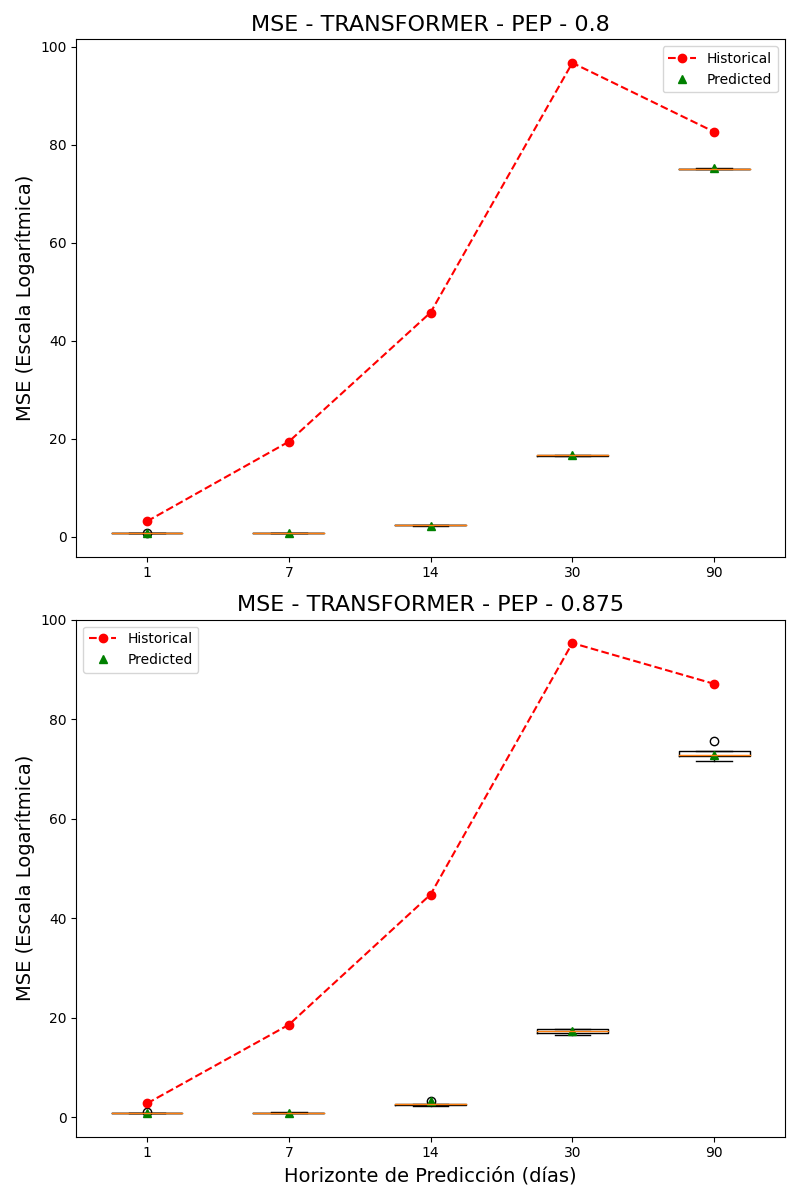 MSE - TRANSFORMER - PEP - 0.8
MSE (Escala Logarítmica)
100
80
60
40
20
0
Historical
Predicted
1 7 14 30 90
MSE - TRANSFORMER - PEP - 0.875
MSE (Escala Logarítmica)
100
80
60
40
20
0
Historical
Predicted
1 7 14 30 90
Horizonte de Predicción (días)